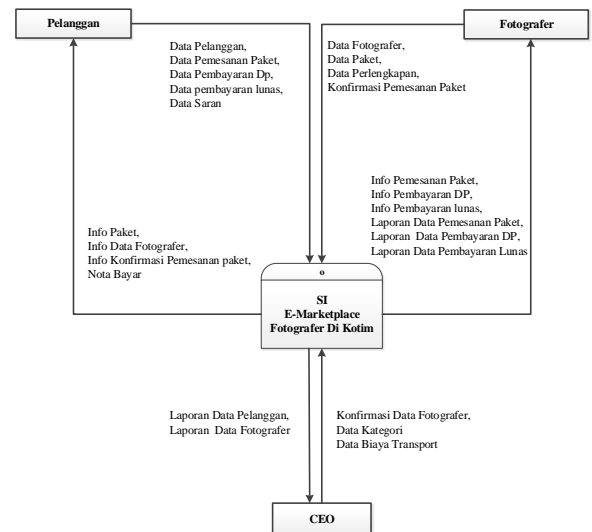 Pelanggan
Fotografer
Data Pelanggan,
Data Pemesanan Paket,
Data Pembayaran Dp,
Data pembayaran lunas,
Data Saran
Data Fotografer,
Data Paket,
Data Perlengkapan,
Konfirmasi Pemesanan Paket
Info Pemesanan Paket,
Info Pembayaran DP,
Info Pembayaran lunas,
Laporan Data Pemesanan Paket,
Laporan Data Pembayaran DP,
Laporan Data Pembayaran Lunas
Info Paket,
Info Data Fotografer,
Info Konfirmasi Pemesanan paket,
Nota Bayar
o
SI
E-Marketplace
Fotografer Di Kotim
Laporan Data Pelanggan,
Laporan Data Fotografer
Konfirmasi Data Fotografer,
Data Kategori
Data Biaya Transport
CEO